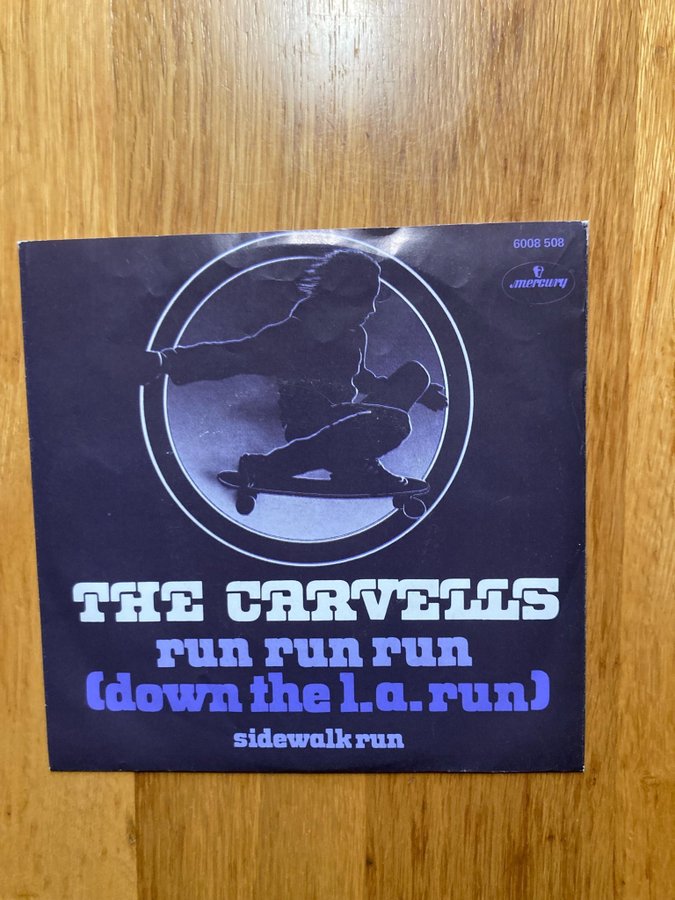 6008 508
mercury
THE CARVELLS
run run run
(down the l.a. run)
sidewalk run